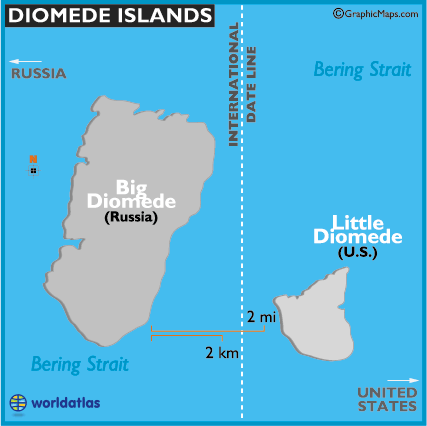 DIOMEDE ISLANDS
©GraphicMaps.com
RUSSIA
INTERNATIONAL
DATE LINE
Bering Strait
Big
Diomede
(Russia)
Little
Diomede
(U.S.)
2 mi
2 km
Bering Strait
UNITED
STATES
worldatlas